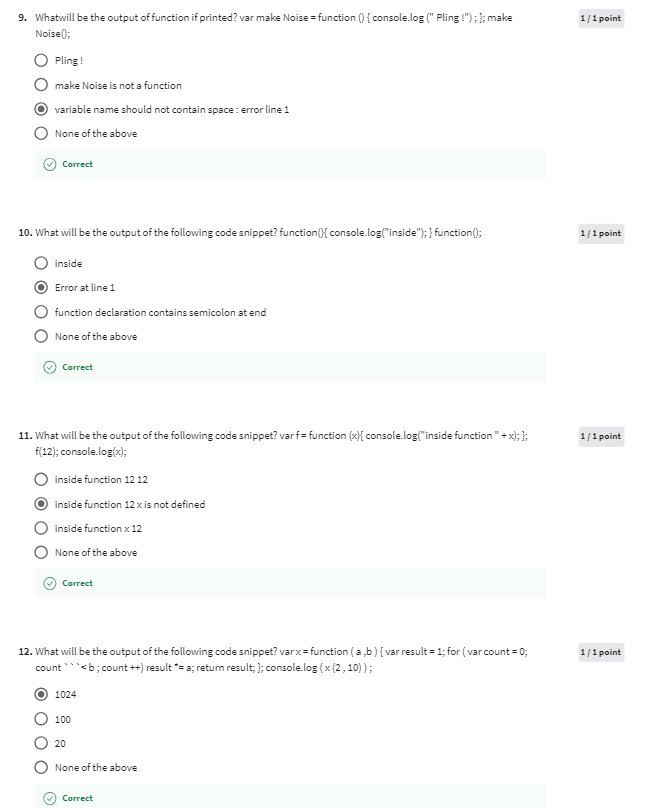 9. Whatwill be the output of function if printed? var make Noise = function () { console.log (" Pling !") ; }; make
Noise();
1 / 1 point
Pling !
make Noise is not a function
variable name should not contain space : error line 1
None of the above
Correct
10. What will be the output of the following code snippet? function(){ console.log("inside"); } function();
1 / 1 point
inside
Error at line 1
function declaration contains semicolon at end
None of the above
Correct
11. What will be the output of the following code snippet? var f = function (x){ console.log("inside function " + x); };
f(12); console.log(x);
1 / 1 point
inside function 12 12
inside function 12 x is not defined
inside function x 12
None of the above
Correct
12. What will be the output of the following code snippet? var x = function ( a ,b ) { var result = 1; for ( var count = 0;
count ```< b ; count ++) result *= a; return result; }; console.log ( x (2 , 10) ) ;
1 / 1 point
1024
100
20
None of the above
Correct